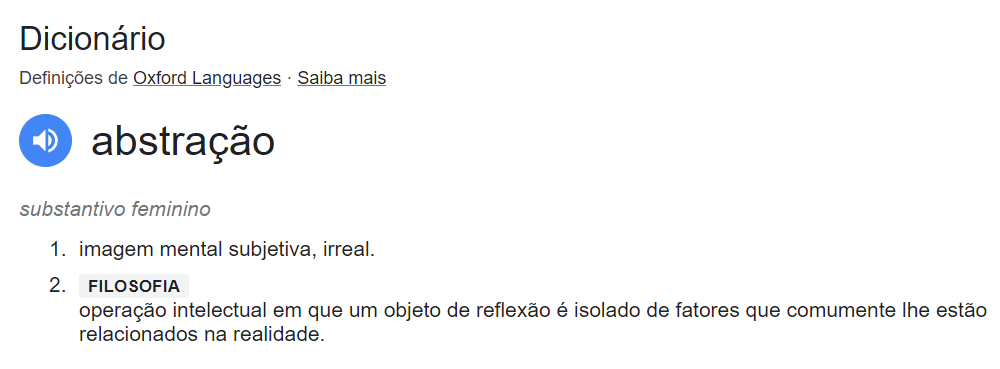 Dicionário
Definições de Oxford Languages · Saiba mais
abstração
substantivo feminino
1. imagem mental subjetiva, irreal.
2. FILOSOFIA
operação intelectual em que um objeto de reflexão é isolado de fatores que comumente lhe estão
relacionados na realidade.